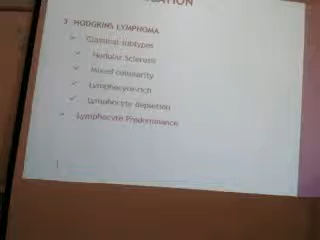 3 HODGKINS LYMPHOMA
Classical subtypes
Nodular Sclerosis
Mixed cellularity
Lymphocyte-rich
Lymphocyte depletion
Lymphocyte Predominance